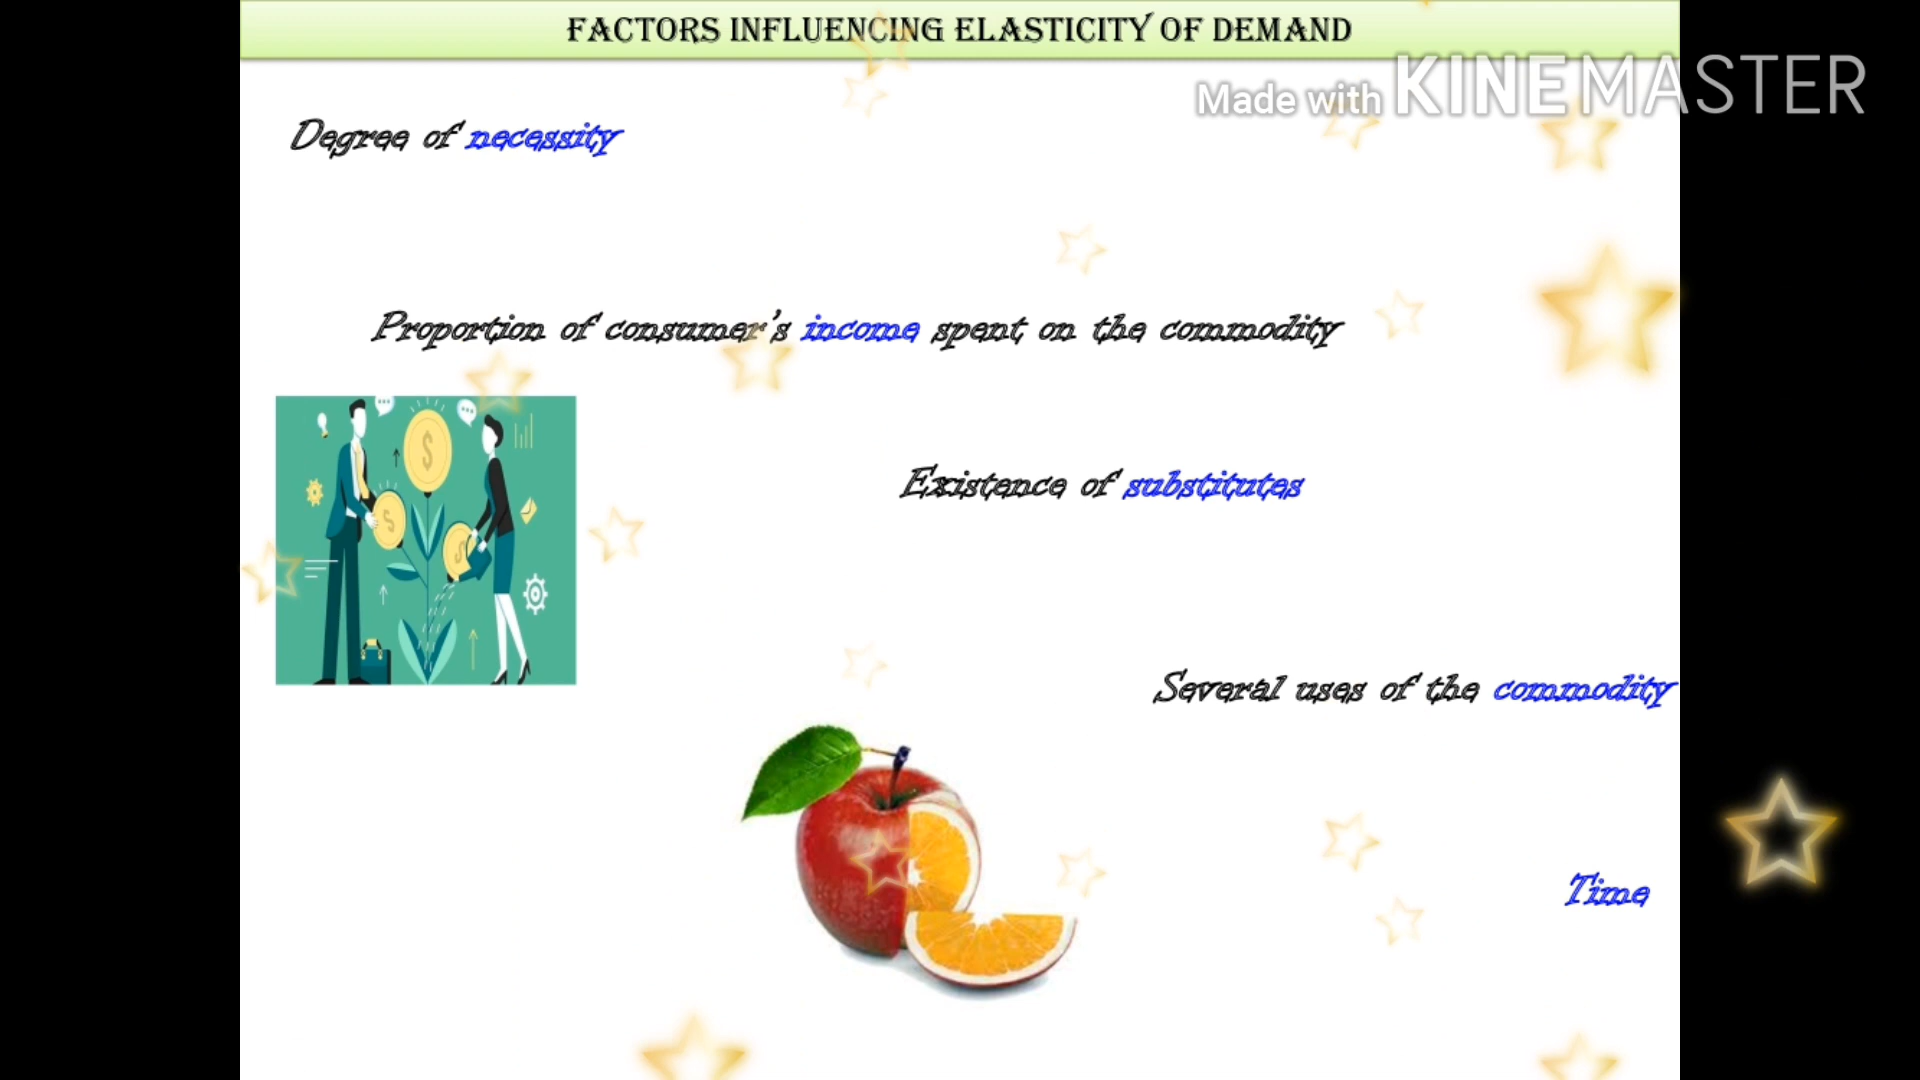 FACTORS INFLUENCING ELASTICITY OF DEMAND
Made with KINEMASTER
Degree of necessity
Proportion of consumer's income spent on the commodity
Existence of substitutes
Several uses of the commodity
Time